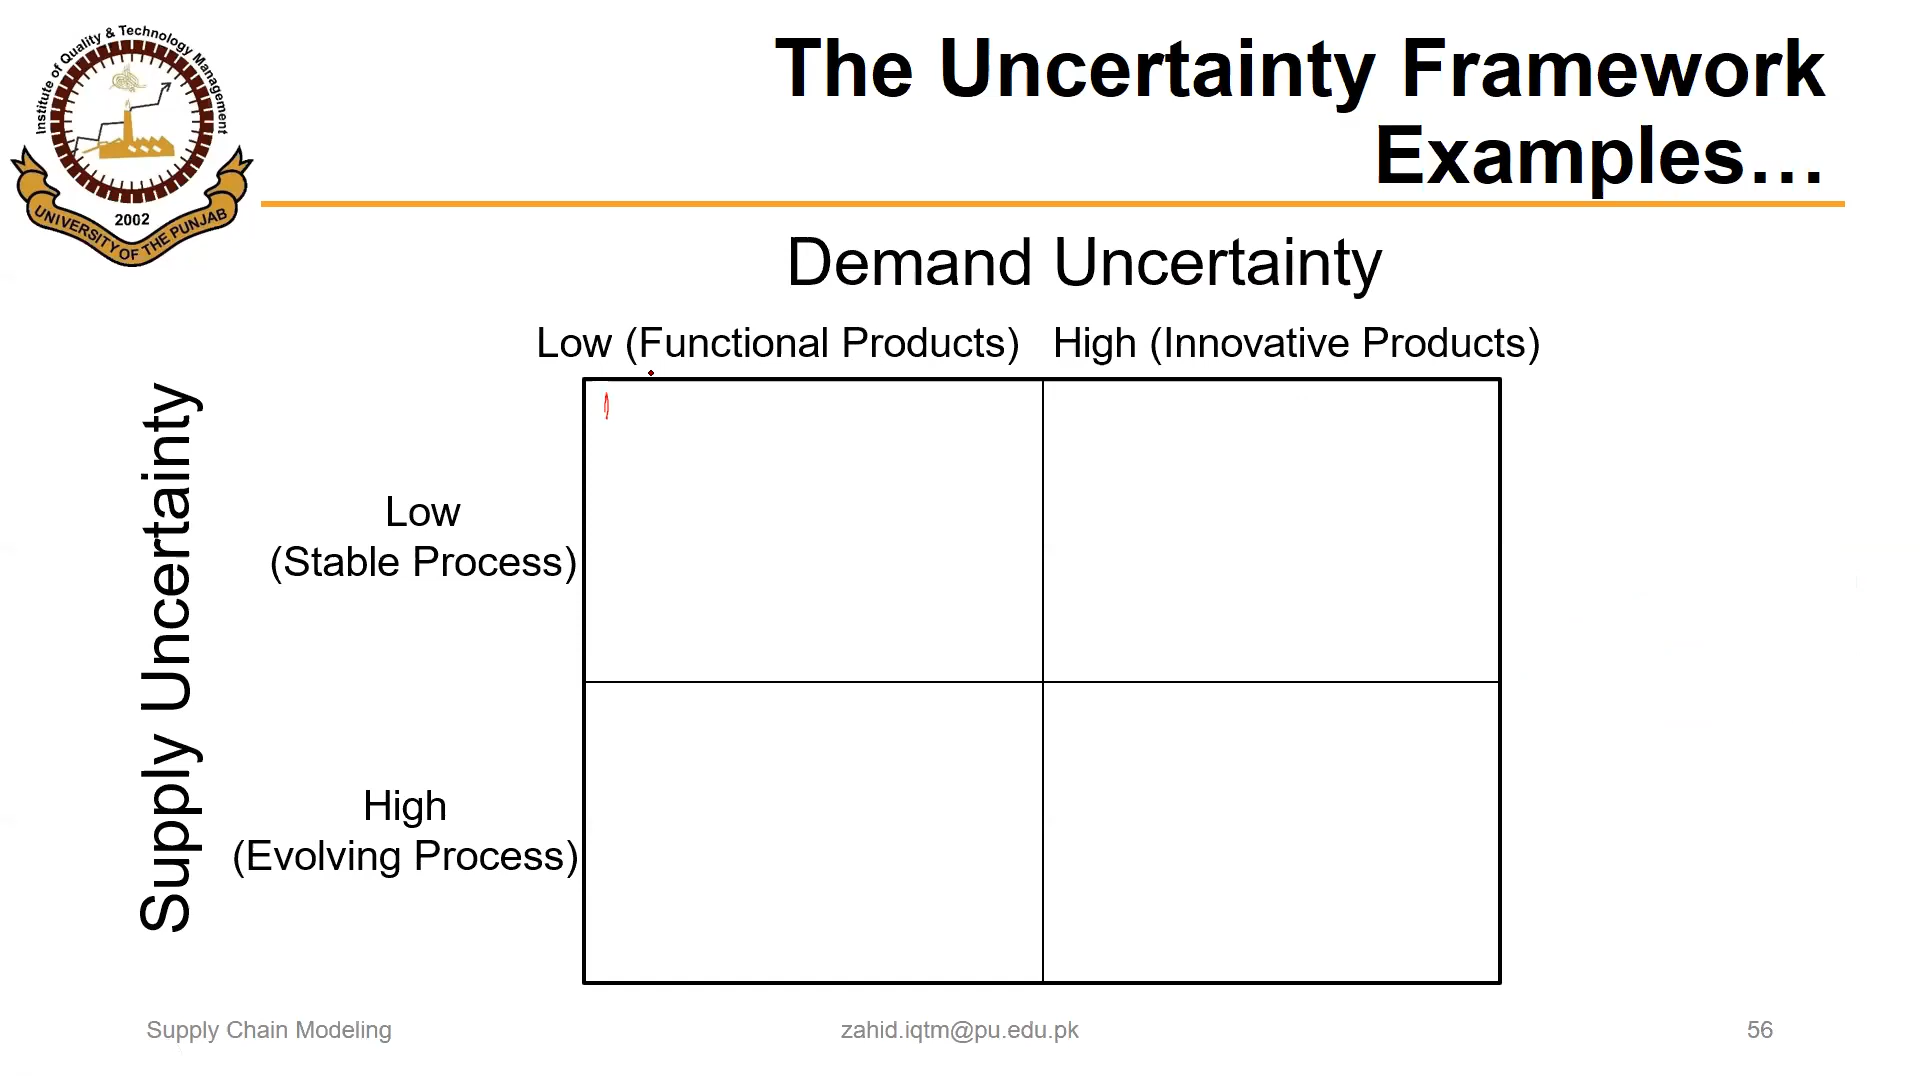 Institute of Quality & Technology Management
2002
UNIVERSITY OF THE PUNJAB
The Uncertainty Framework
Examples…
Demand Uncertainty
Low (Functional Products)
High (Innovative Products)
Supply Uncertainty
Low
(Stable Process)
High
(Evolving Process)
Supply Chain Modeling
zahid.iqtm@pu.edu.pk
56